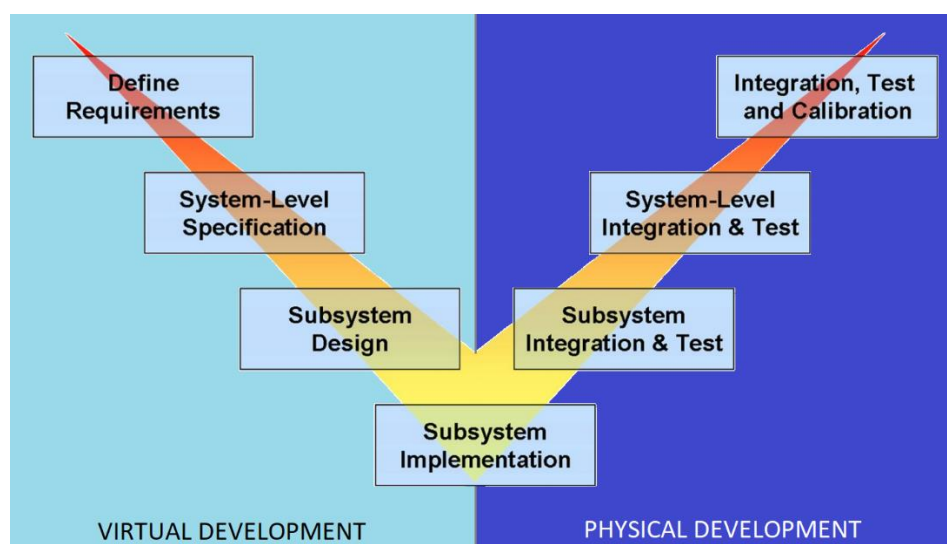 Define
Requirements
Integration, Test
and Calibration
System-Level
Specification
System-Level
Integration & Test
Subsystem
Design
Subsystem
Integration & Test
Subsystem
Implementation
VIRTUAL DEVELOPMENT
PHYSICAL DEVELOPMENT